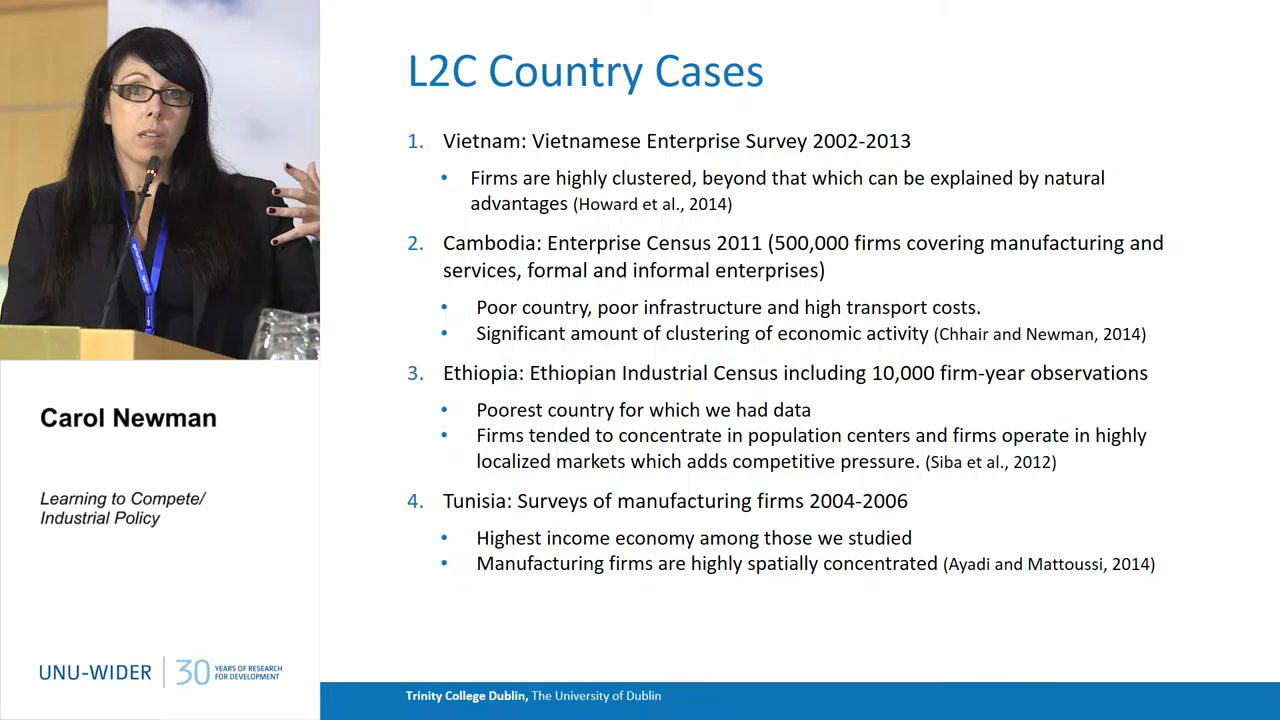 L2C Country Cases
1. Vietnam: Vietnamese Enterprise Survey 2002-2013
• Firms are highly clustered, beyond that which can be explained by natural
advantages (Howard et al., 2014)
2. Cambodia: Enterprise Census 2011 (500,000 firms covering manufacturing and
services, formal and informal enterprises)
• Poor country, poor infrastructure and high transport costs.
• Significant amount of clustering of economic activity (Chhair and Newman, 2014)
3. Ethiopia: Ethiopian Industrial Census including 10,000 firm-year observations
• Poorest country for which we had data
• Firms tended to concentrate in population centers and firms operate in highly
localized markets which adds competitive pressure. (Siba et al., 2012)
4. Tunisia: Surveys of manufacturing firms 2004-2006
• Highest income economy among those we studied
• Manufacturing firms are highly spatially concentrated (Ayadi and Mattoussi, 2014)
Carol Newman
Learning to Compete/
Industrial Policy
UNU-WIDER
30 YEARS OF RESEARCH
FOR DEVELOPMENT
Trinity College Dublin, The University of Dublin